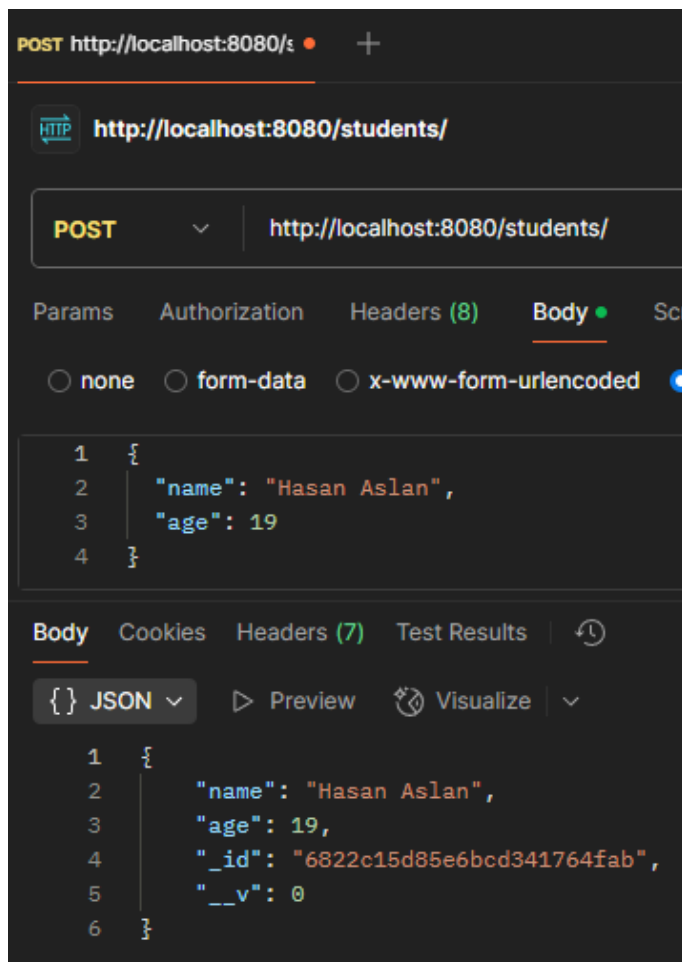 POST http://localhost:8080/s
HTTP http://localhost:8080/students/
POST http://localhost:8080/students/
Params Authorization Headers (8) Body
none form-data x-www-form-urlencoded
1 {
2 "name": "Hasan Aslan",
3 "age": 19
4 }
Body Cookies Headers (7) Test Results
{} JSON Preview Visualize
1 {
2 "name": "Hasan Aslan",
3 "age": 19,
4 "_id": "6822c15d85e6bcd341764fab",
5 "__v": 0
6 }